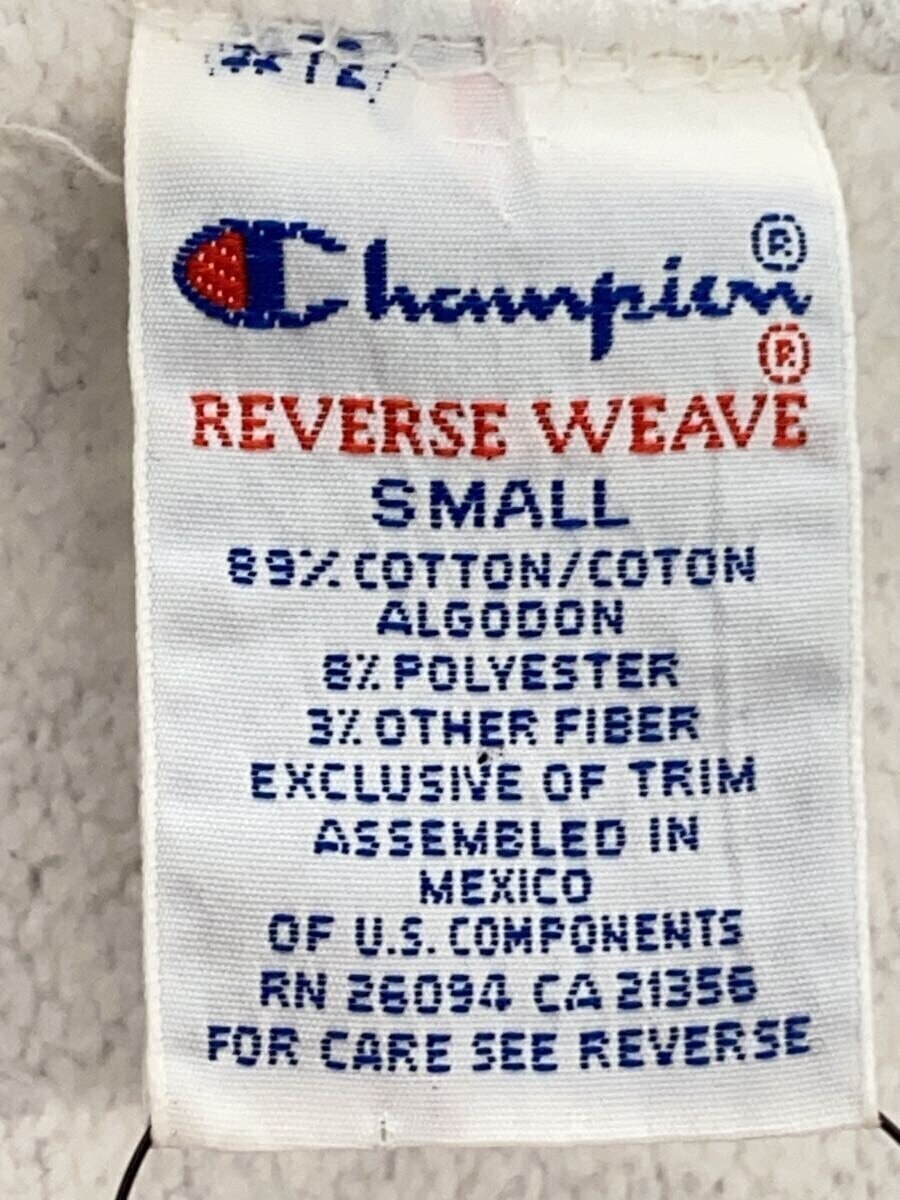 Champion®
®
REVERSE WEAVE
SMALL
89% COTTON/COTON
ALGODON
8% POLYESTER
3% OTHER FIBER
EXCLUSIVE OF TRIM
ASSEMBLED IN
MEXICO
OF U.S. COMPONENTS
RN 26094 CA 21356
FOR CARE SEE REVERSE